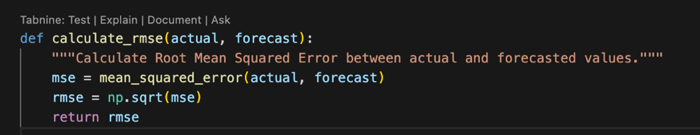 Tabnine: Test | Explain | Document | Ask
def calculate_rmse(actual, forecast):
    """Calculate Root Mean Squared Error between actual and forecasted values."""
    mse = mean_squared_error(actual, forecast)
    rmse = np.sqrt(mse)
    return rmse